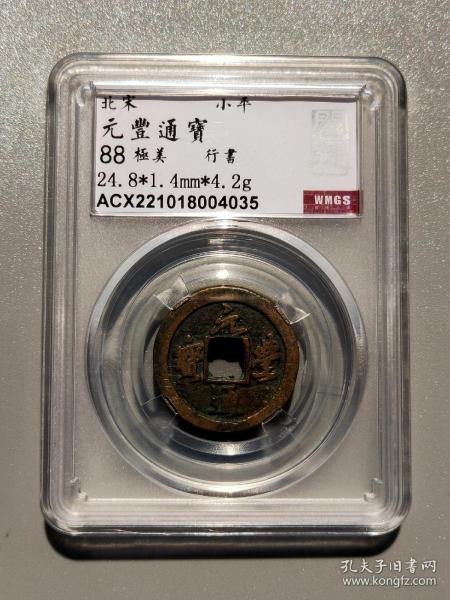 北宋 小平
元豐通寶
88 極美 行書
24.8*1.4mm*4.2g
ACX221018004035
WMGS
元豐通寶
孔夫子旧书网
www.kongfz.com